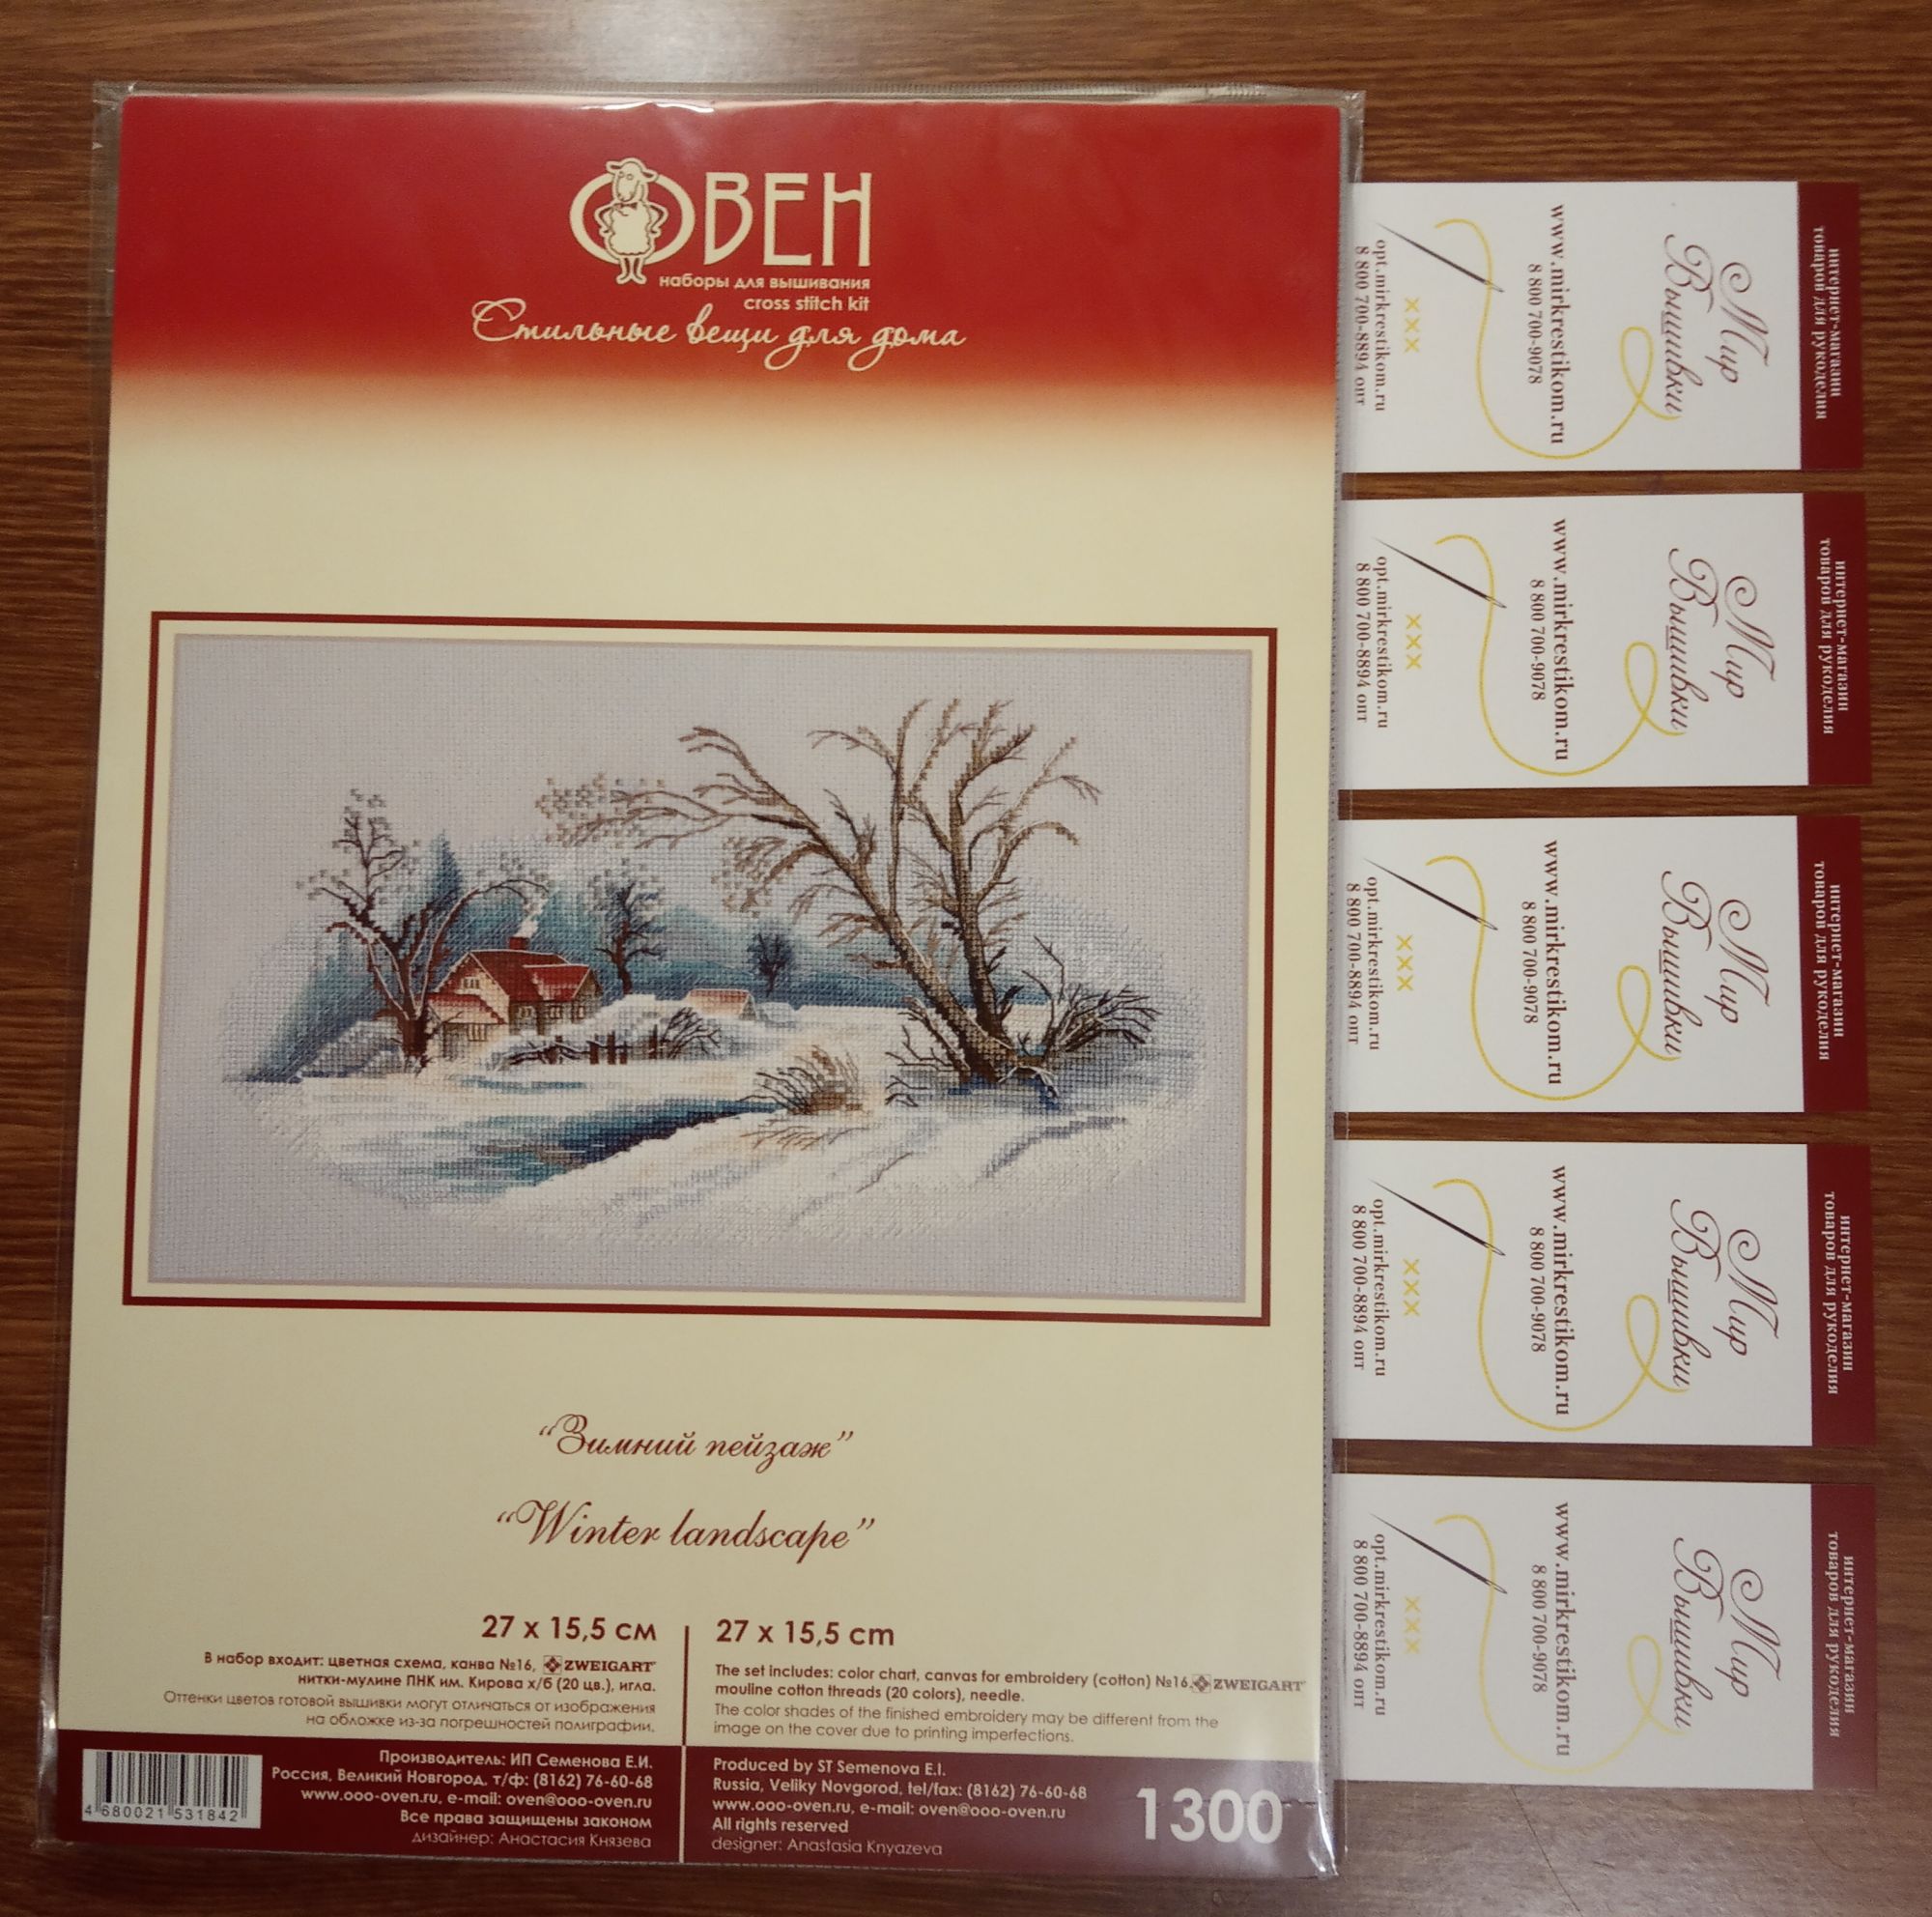 ОВЕН
наборы для вышивания
cross stitch kit
Стильные вещи для дома
“Зимний пейзаж”
“Winter landscape”
27 x 15,5 см
В набор входит: цветная схема, канва №16, ZWEIGART
нитки-мулине ПНК им. Кирова х/б (20 цв.), игла.
Оттенки цветов готовой вышивки могут отличаться от изображения
на обложке из-за погрешностей полиграфии.
27 x 15,5 cm
The set includes: color chart, canvas for embroidery (cotton) №16, ZWEIGART
mouline cotton threads (20 colors), needle.
The color shades of the finished embroidery may be different from the
image on the cover due to printing imperfections.
4 680021 531842
Производитель: ИП Семенова Е.И.
Россия, Великий Новгород, т/ф: (8162) 76-60-68
www.ooo-oven.ru, e-mail: oven@ooo-oven.ru
Все права защищены законом
дизайнер: Анастасия Князева
Produced by ST Semenova E.I.
Russia, Veliky Novgorod, tel/fax: (8162) 76-60-68
www.ooo-oven.ru, e-mail: oven@ooo-oven.ru
All rights reserved
designer: Anastasia Knyazeva
1300
интернет-магазин
товаров для рукоделия
Мир
Вышивки
www.mirkrestikom.ru
8 800 700-9078
xxx
opt.mirkrestikom.ru
8 800 700-8894 опт
интернет-магазин
товаров для рукоделия
Мир
Вышивки
www.mirkrestikom.ru
8 800 700-9078
xxx
opt.mirkrestikom.ru
8 800 700-8894 опт
интернет-магазин
товаров для рукоделия
Мир
Вышивки
www.mirkrestikom.ru
8 800 700-9078
xxx
opt.mirkrestikom.ru
8 800 700-8894 опт
интернет-магазин
товаров для рукоделия
Мир
Вышивки
www.mirkrestikom.ru
8 800 700-9078
xxx
opt.mirkrestikom.ru
8 800 700-8894 опт
интернет-магазин
товаров для рукоделия
Мир
Вышивки
www.mirkrestikom.ru
8 800 700-9078
xxx
opt.mirkrestikom.ru
8 800 700-8894 опт